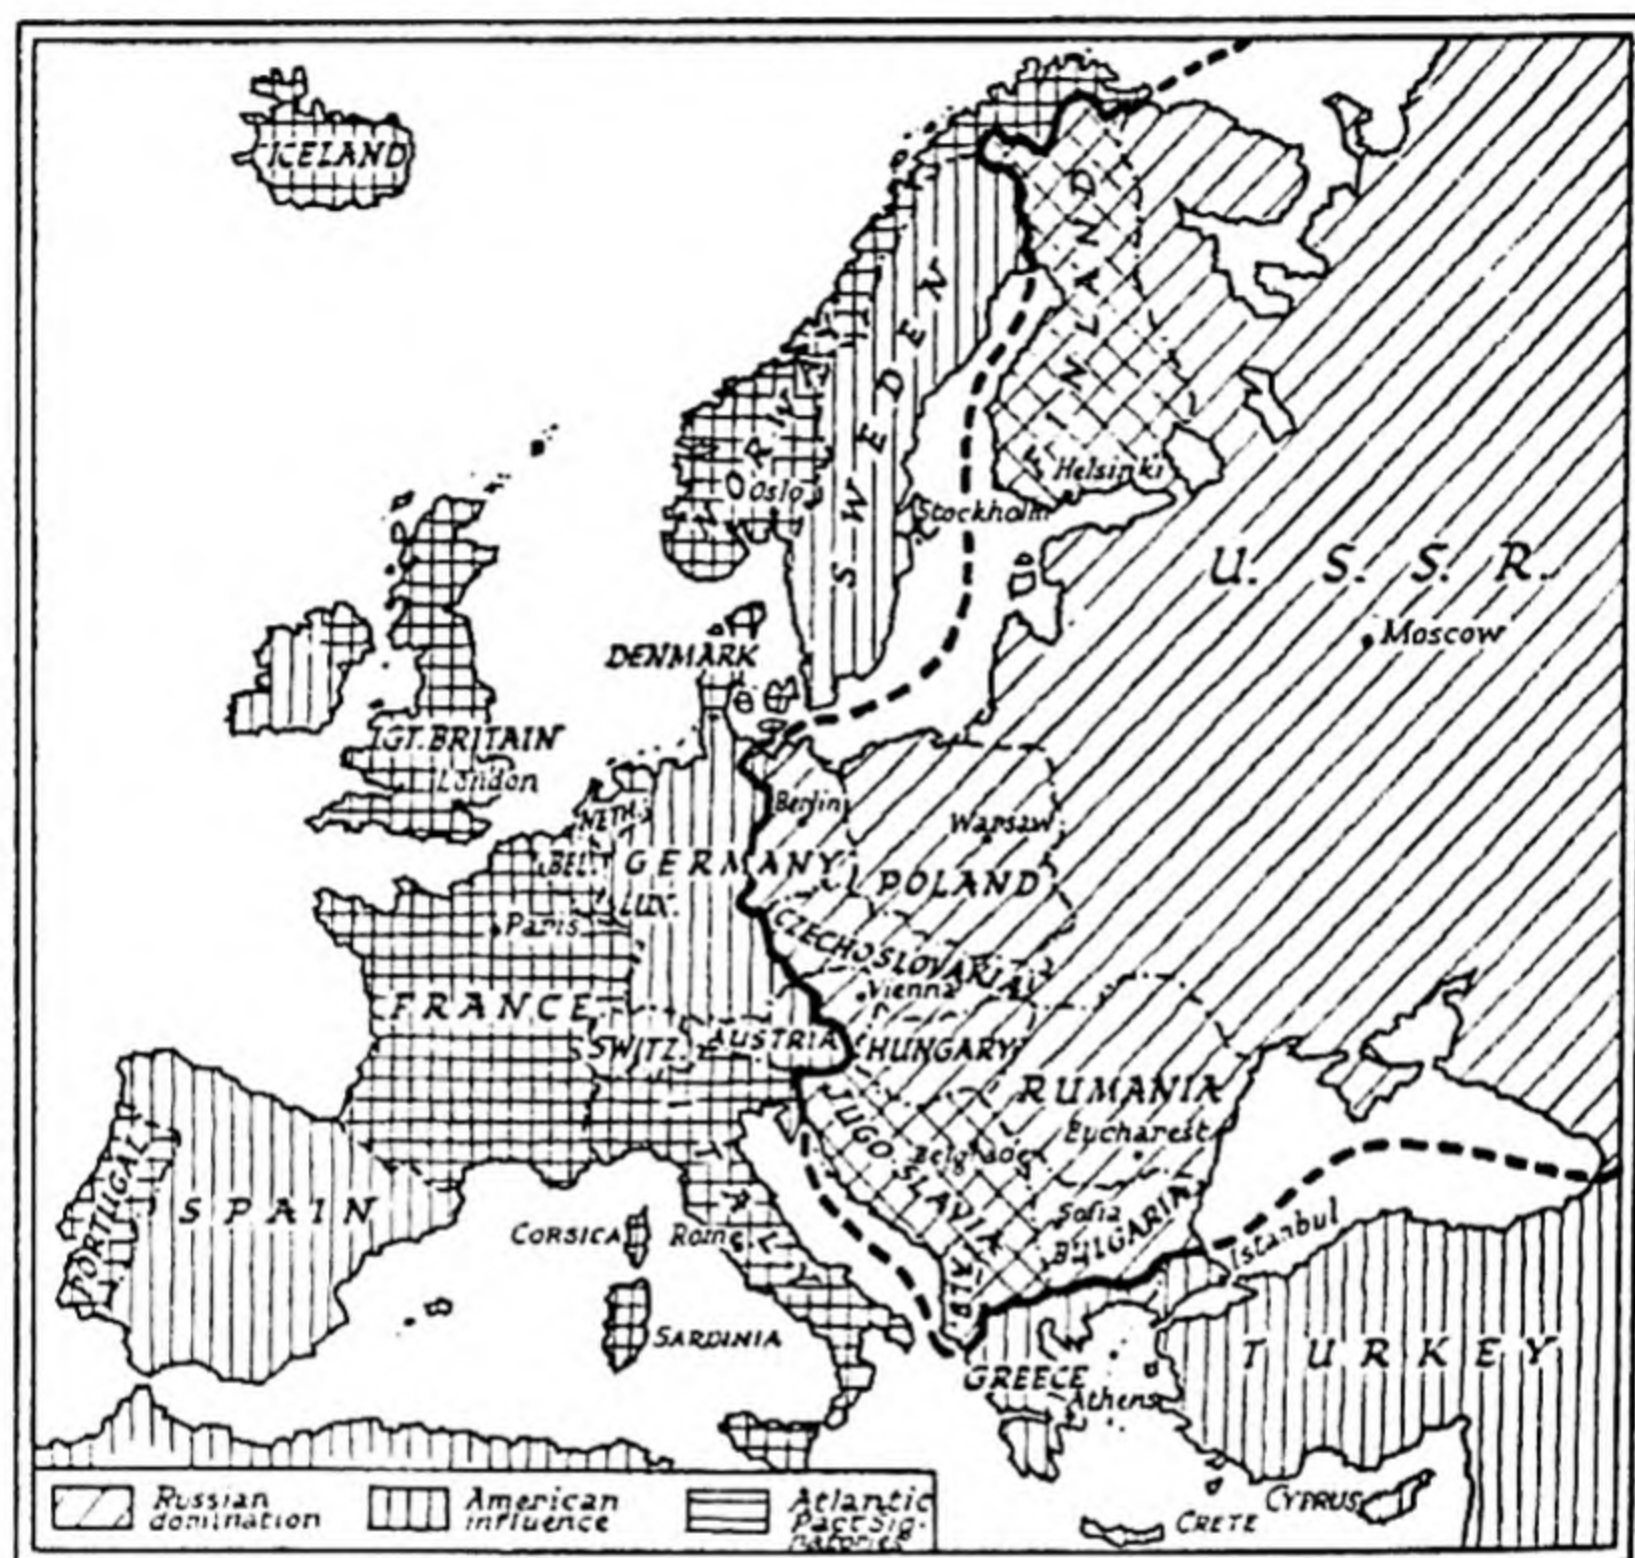 ICELAND
FINLAND
SWEDEN
NORWAY
Oslo
Helsinki
Stockholm
U. S. S. R.
Moscow
DENMARK
GT. BRITAIN
London
NETH.
Berlin
Warsaw
BEL.
GERMANY
POLAND
LUX.
Paris
CZECHOSLOVAKIA
Vienna
FRANCE
SWITZ.
AUSTRIA
HUNGARY
RUMANIA
Bucharest
JUGOSLAVIA
Belgrade
ITALY
PORTUGAL
SPAIN
CORSICA
Rome
Sofia
BULGARIA
ALB.
Istanbul
SARDINIA
GREECE
Athens
TURKEY
CYPRUS
CRETE
Russian
domination
American
influence
Atlantic
Pact Sig-
natories